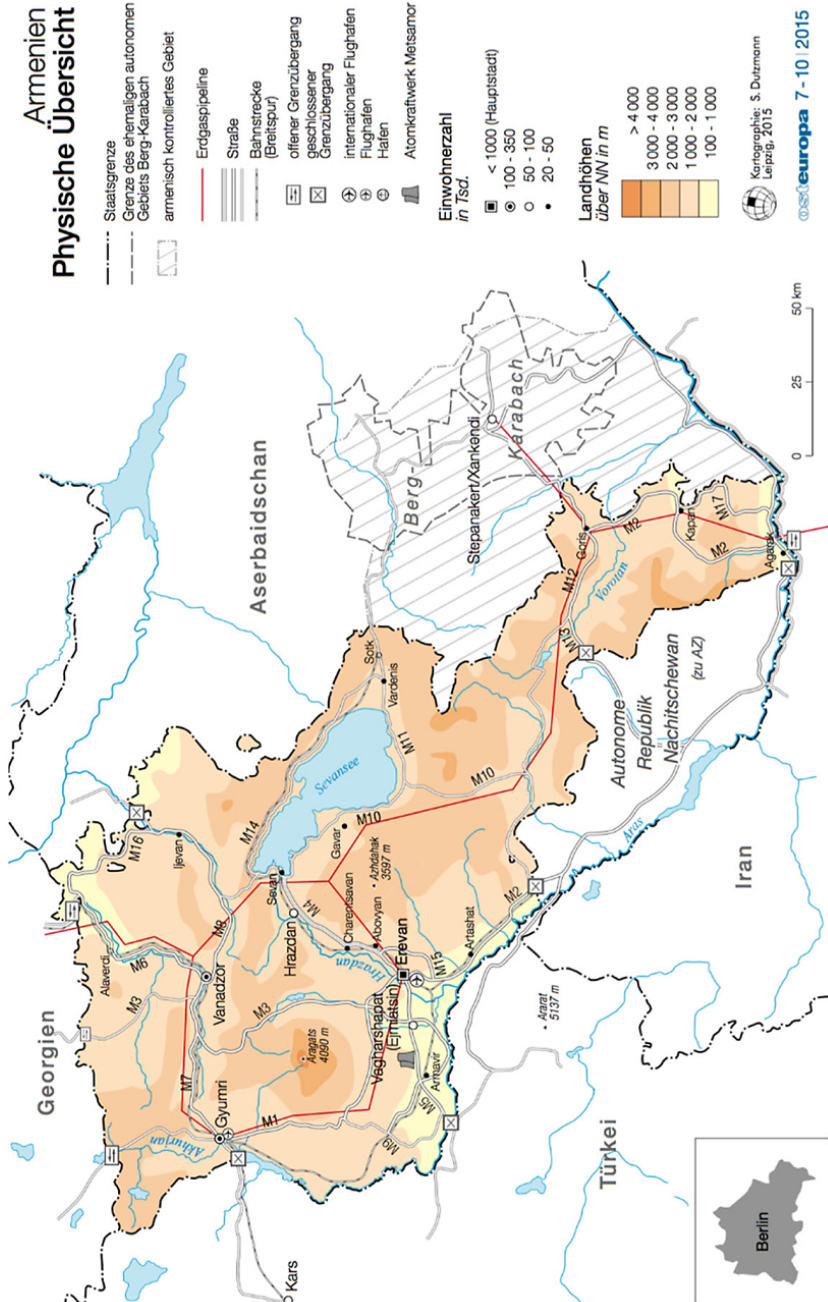 Armenien
Physische Übersicht
Staatsgrenze
Grenze des ehemaligen autonomen
Gebiets Berg-Karabach
armenisch kontrolliertes Gebiet
Erdgaspipeline
Straße
Bahnstrecke
(Breitspur)
offener Grenzübergang
geschlossener
Grenzübergang
internationaler Flughafen
Flughafen
Hafen
Atomkraftwerk Metsamor
Einwohnerzahl
in Tsd.
< 1000 (Hauptstadt)
100 - 350
50 - 100
20 - 50
Landhöhen
über NN in m
> 4 000
3 000 - 4 000
2 000 - 3 000
1 000 - 2 000
100 - 1 000
Kartographie: S. Dutzmann
Leipzig, 2015
osteuropa 7-10 | 2015
Georgien
Aserbaidschan
Türkei
Iran
Autonome
Republik
Nachitschewan
(zu AZ)
Berg-
Karabach
Stepanakert/Xankendi
Kars
Akhurjan
Gyumri
M7
M1
M3
M3
M6
Alaverdi
Vanadzor
M8
M16
Ijevan
M14
Sevan
Sevansee
M4
Hrazdan
Charentsavan
Abovyan
Hrazdan
Gavar
M10
Azhdahak
3597 m
M11
M10
Vardenis
Sotk
Aragats
4090 m
Vagharshapat
(Ejmiatsin)
Erevan
M15
Armavir
M5
M9
Artashat
M2
Ararat
5137 m
Aras
M13
M12
Vorotan
Goris
M2
Kapan
M17
M2
Agarak
0
25
50 km
Berlin